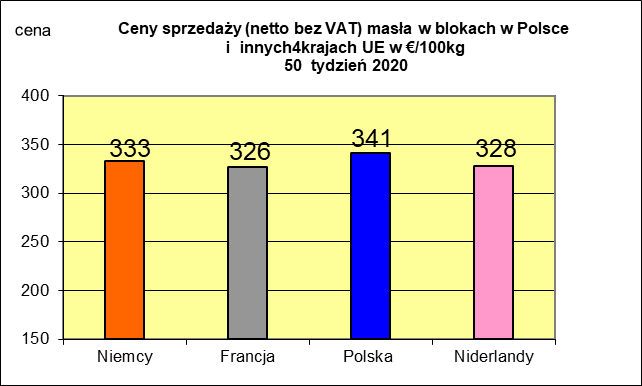 cena
Ceny sprzedaży (netto bez VAT) masła w blokach w Polsce
i innych4krajach UE w €/100kg
50 tydzień 2020
400
350
300
250
200
150
333
326
341
328
Niemcy
Francja
Polska
Niderlandy